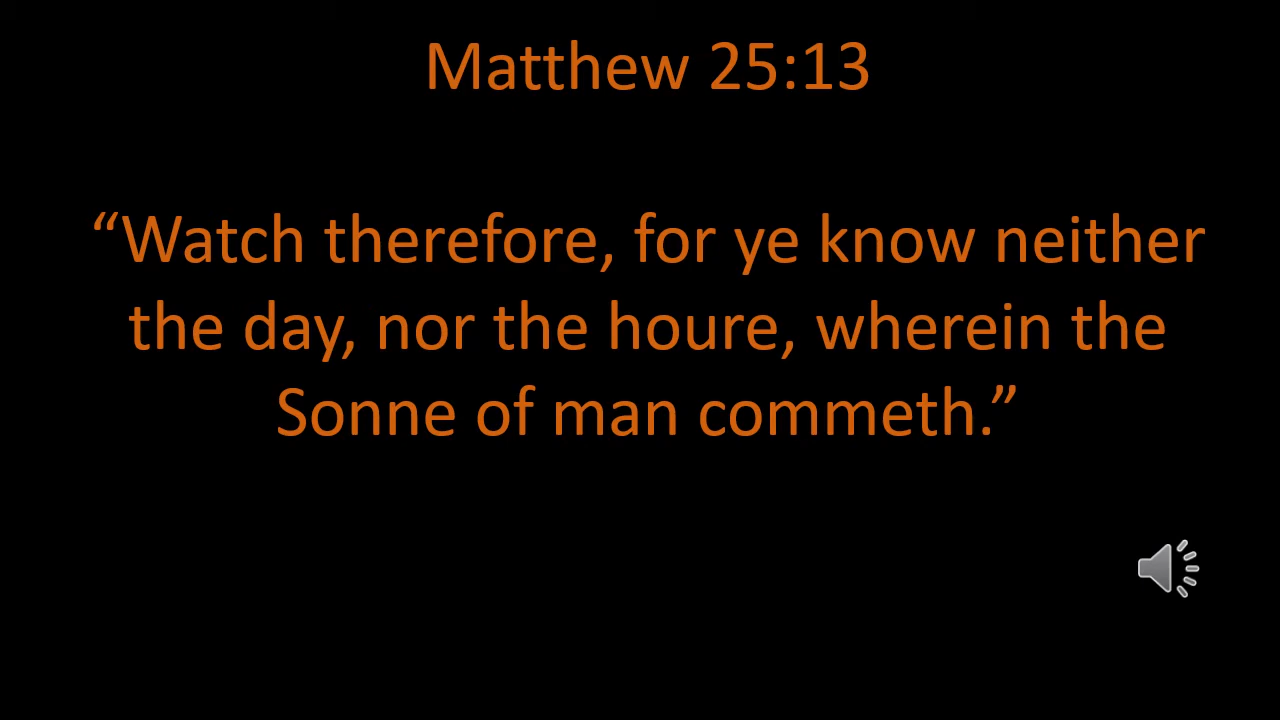 Matthew 25:13
“Watch therefore, for ye know neither
the day, nor the houre, wherein the
Sonne of man commeth.”